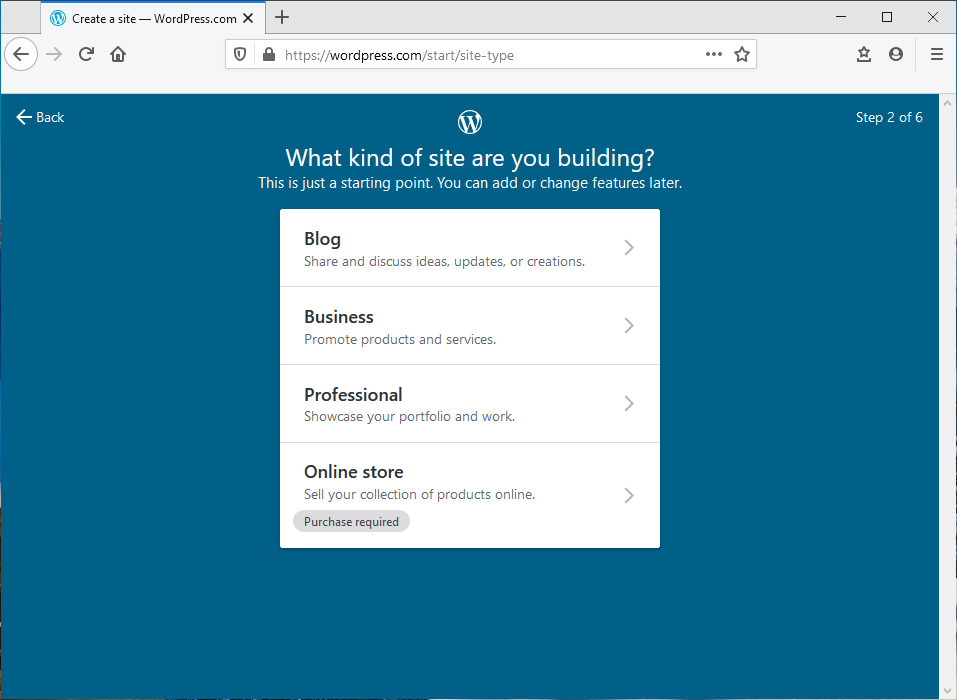 Create a site — WordPress.com
https://wordpress.com/start/site-type
Back
Step 2 of 6
What kind of site are you building?
This is just a starting point. You can add or change features later.
Blog
Share and discuss ideas, updates, or creations.
Business
Promote products and services.
Professional
Showcase your portfolio and work.
Online store
Sell your collection of products online.
Purchase required